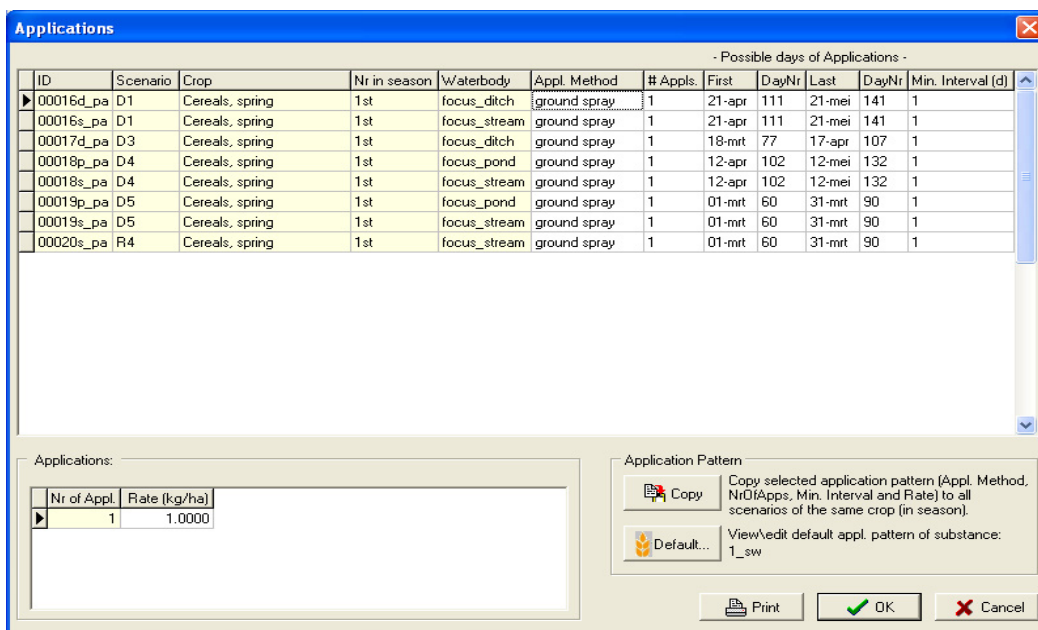 Applications
- Possible days of Applications -
ID Scenario Crop Nr in season Waterbody Appl. Method # Appls. First DayNr Last DayNr Min. Interval (d)
00016d_pa D1 Cereals, spring 1st focus_ditch ground spray 1 21-apr 111 21-mei 141 1
00016s_pa D1 Cereals, spring 1st focus_stream ground spray 1 21-apr 111 21-mei 141 1
00017d_pa D3 Cereals, spring 1st focus_ditch ground spray 1 18-mrt 77 17-apr 107 1
00018p_pa D4 Cereals, spring 1st focus_pond ground spray 1 12-apr 102 12-mei 132 1
00018s_pa D4 Cereals, spring 1st focus_stream ground spray 1 12-apr 102 12-mei 132 1
00019p_pa D5 Cereals, spring 1st focus_pond ground spray 1 01-mrt 60 31-mrt 90 1
00019s_pa D5 Cereals, spring 1st focus_stream ground spray 1 01-mrt 60 31-mrt 90 1
00020s_pa R4 Cereals, spring 1st focus_stream ground spray 1 01-mrt 60 31-mrt 90 1
Applications:
Nr of Appl. Rate (kg/ha)
1 1.0000
Application Pattern
Copy
Copy selected application pattern (Appl. Method,
NrOfApps, Min. Interval and Rate) to all
scenarios of the same crop (in season).
Default...
View\edit default appl. pattern of substance:
1_sw
Print OK Cancel